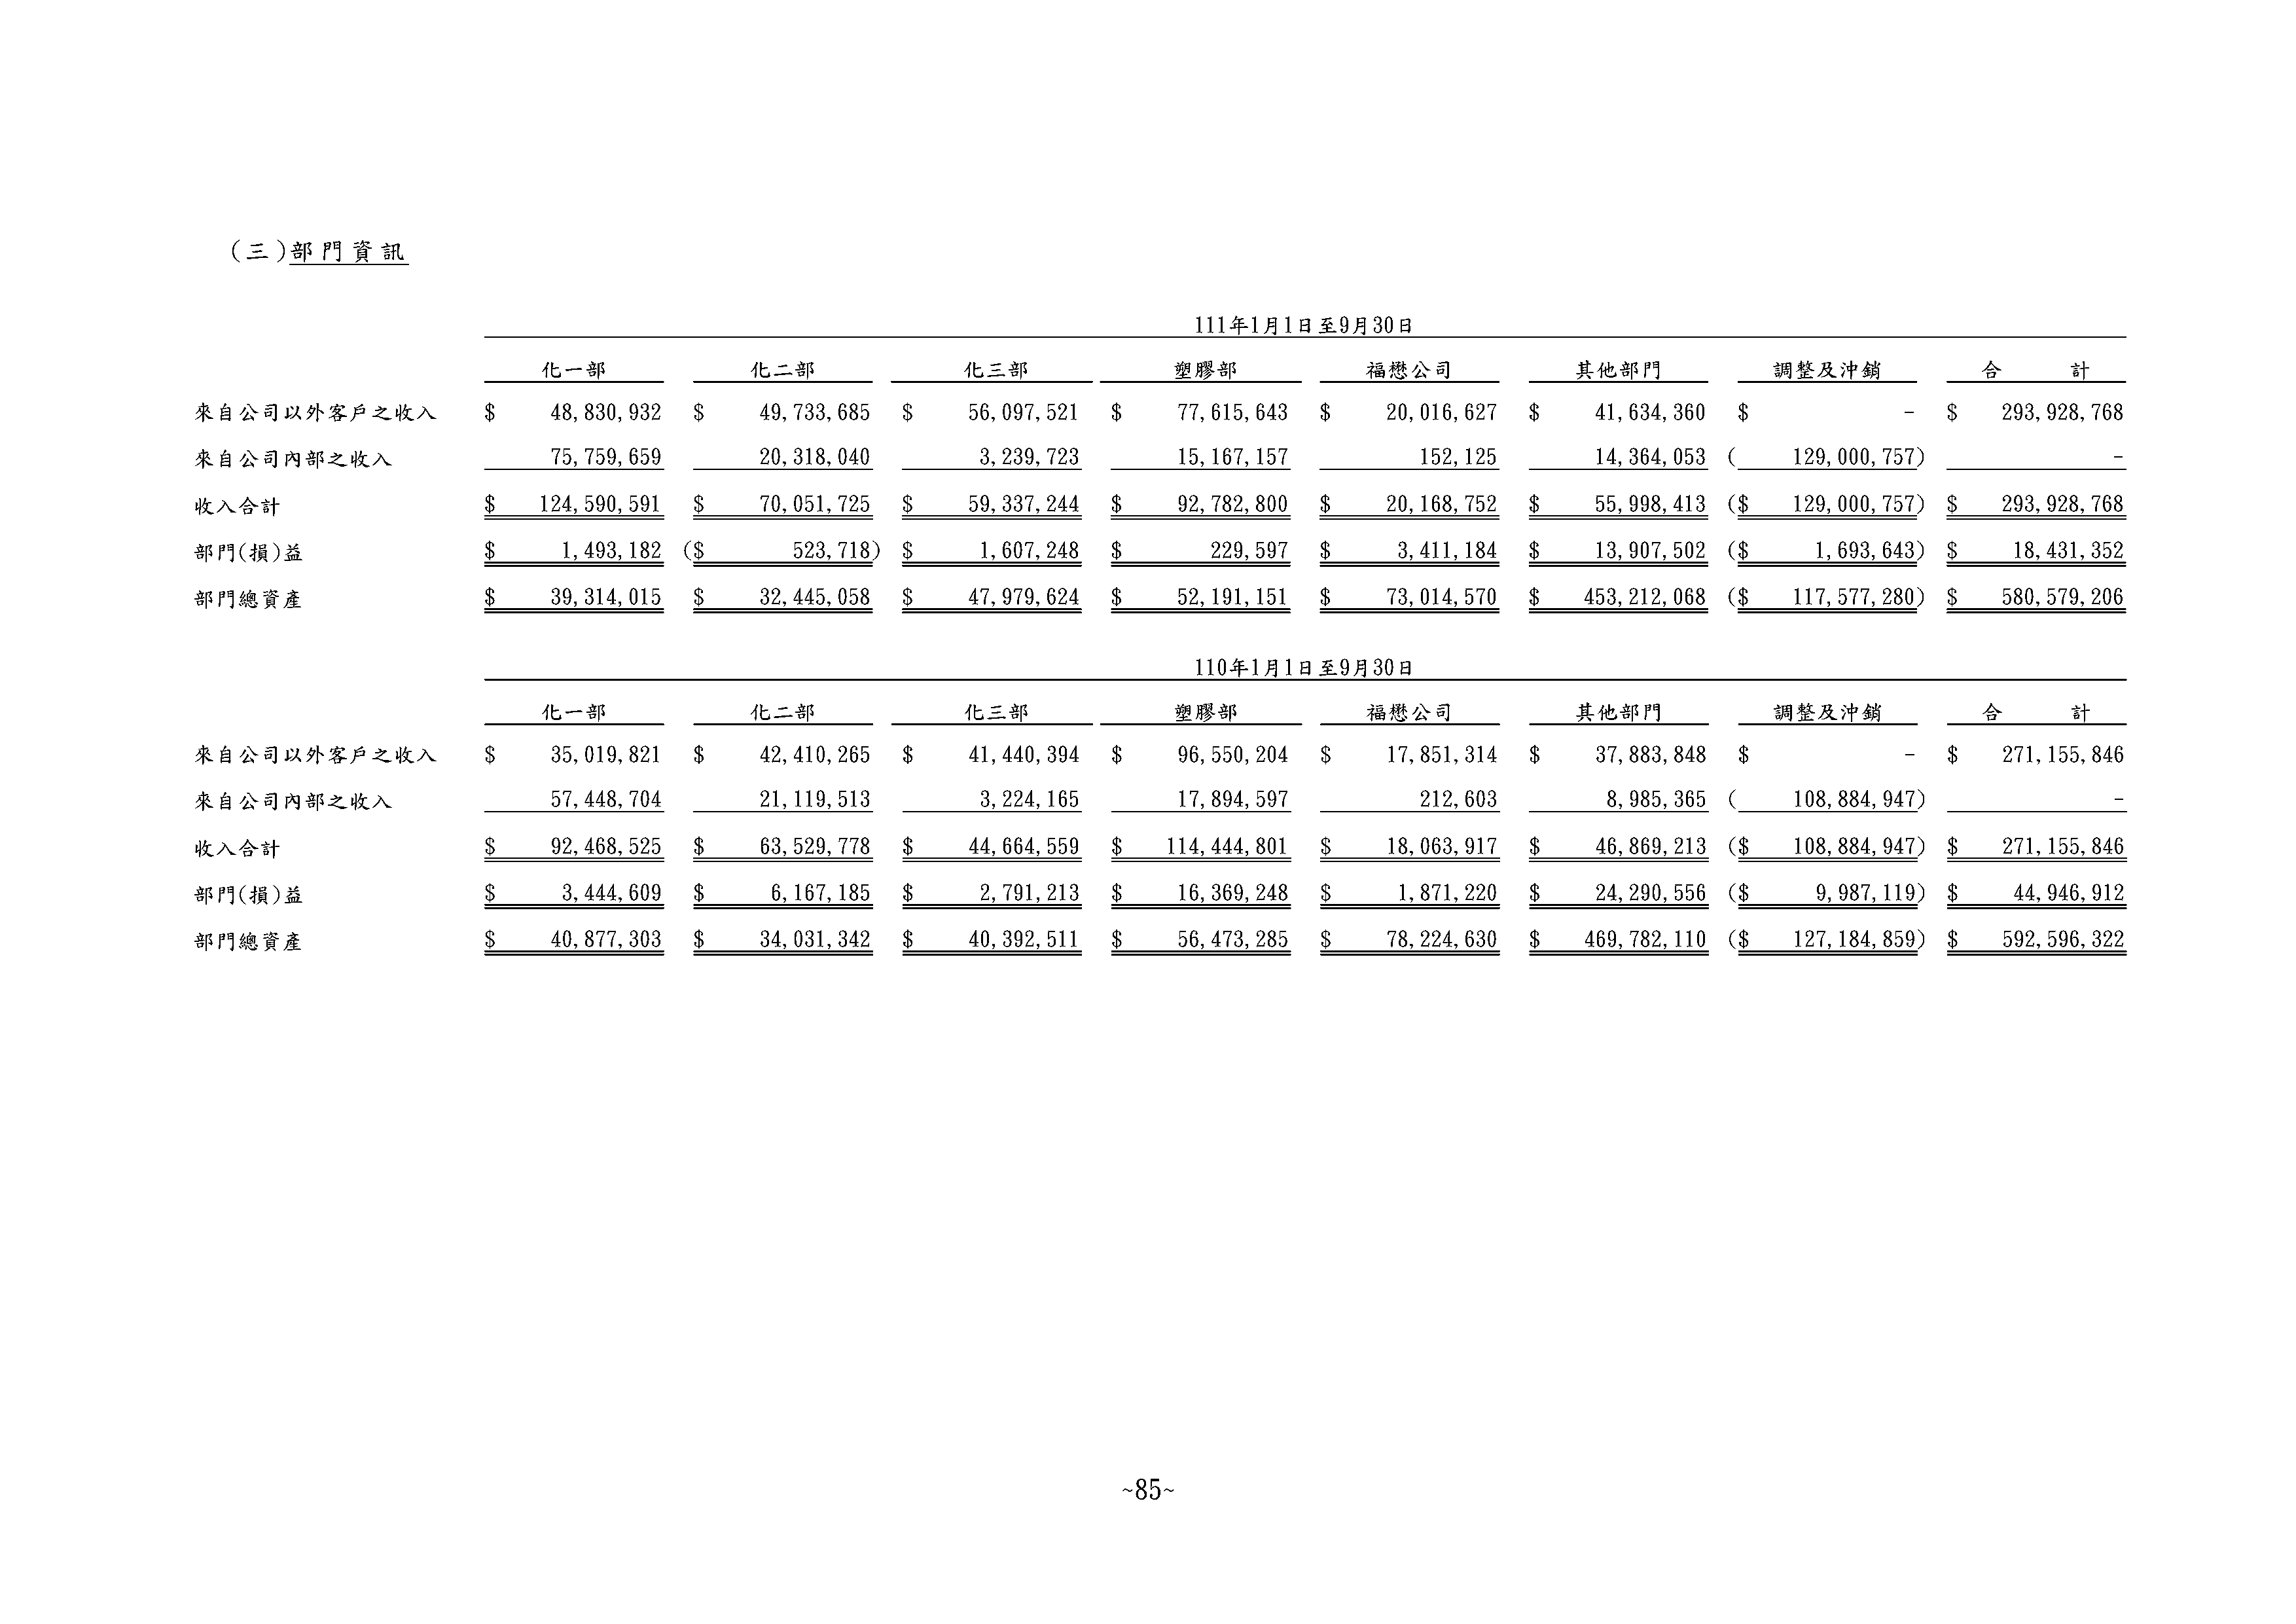 (三)部門資訊
111年1月1日至9月30日
化一部 化二部 化三部 塑膠部 福懋公司 其他部門 調整及沖銷 合 計
來自公司以外客戶之收入 $ 48,830,932 $ 49,733,685 $ 56,097,521 $ 77,615,643 $ 20,016,627 $ 41,634,360 $ - $ 293,928,768
來自公司內部之收入 75,759,659 20,318,040 3,239,723 15,167,157 152,125 14,364,053 ( 129,000,757) -
收入合計 $ 124,590,591 $ 70,051,725 $ 59,337,244 $ 92,782,800 $ 20,168,752 $ 55,998,413 ($ 129,000,757) $ 293,928,768
部門(損)益 $ 1,493,182 ($ 523,718) $ 1,607,248 $ 229,597 $ 3,411,184 $ 13,907,502 ($ 1,693,643) $ 18,431,352
部門總資產 $ 39,314,015 $ 32,445,058 $ 47,979,624 $ 52,191,151 $ 73,014,570 $ 453,212,068 ($ 117,577,280) $ 580,579,206
110年1月1日至9月30日
化一部 化二部 化三部 塑膠部 福懋公司 其他部門 調整及沖銷 合 計
來自公司以外客戶之收入 $ 35,019,821 $ 42,410,265 $ 41,440,394 $ 96,550,204 $ 17,851,314 $ 37,883,848 $ - $ 271,155,846
來自公司內部之收入 57,448,704 21,119,513 3,224,165 17,894,597 212,603 8,985,365 ( 108,884,947) -
收入合計 $ 92,468,525 $ 63,529,778 $ 44,664,559 $ 114,444,801 $ 18,063,917 $ 46,869,213 ($ 108,884,947) $ 271,155,846
部門(損)益 $ 3,444,609 $ 6,167,185 $ 2,791,213 $ 16,369,248 $ 1,871,220 $ 24,290,556 ($ 9,987,119) $ 44,946,912
部門總資產 $ 40,877,303 $ 34,031,342 $ 40,392,511 $ 56,473,285 $ 78,224,630 $ 469,782,110 ($ 127,184,859) $ 592,596,322
~85~